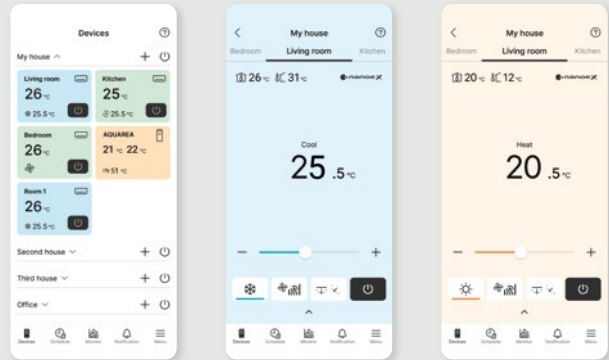 Devices
My house
Living room
26 °C
25.5 °C
Kitchen
25 °C
25.5 °C
Bedroom
26 °C
AQUAREA
21 °C 22 °C
51 °C
Room 1
26 °C
25.5 °C
Second house
Third house
Office
Devices Schedule Monitor Notification Menu
My house
Bedroom Living room Kitchen
26 °C 31 °C nanoe X
Cool
25 .5 °C
Devices Schedule Monitor Notification Menu
My house
Bedroom Living room Kitchen
20 °C 12 °C nanoe X
Heat
20 .5 °C
Devices Schedule Monitor Notification Menu